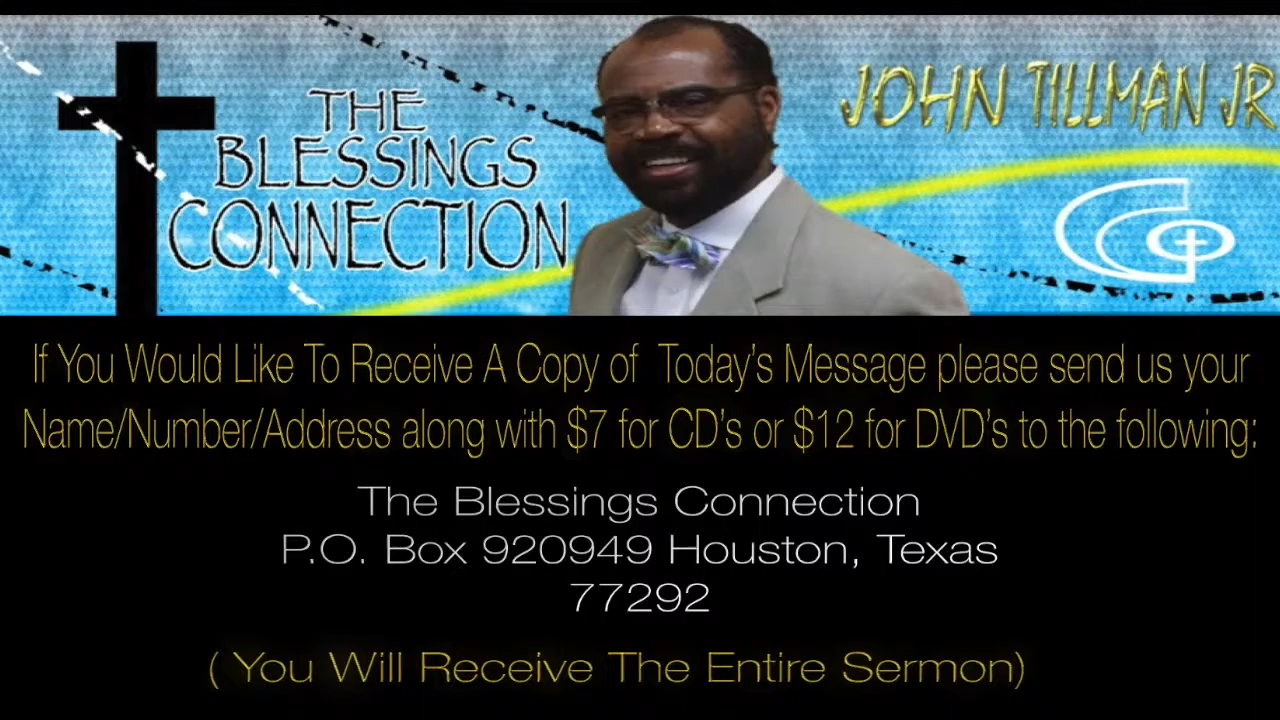 THE
BLESSINGS
CONNECTION
JOHN TILLMAN JR
If You Would Like To Receive A Copy of Today's Message please send us your
Name/Number/Address along with $7 for CD's or $12 for DVD's to the following:
The Blessings Connection
P.O. Box 920949 Houston, Texas
77292
( You Will Receive The Entire Sermon)